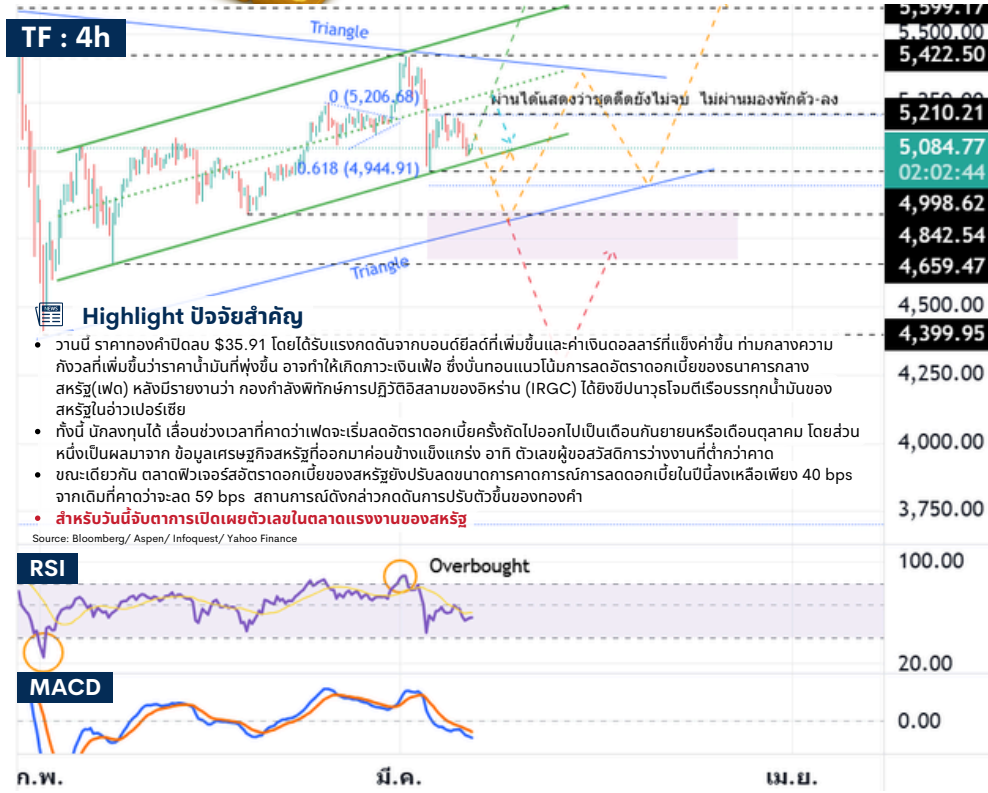 TF : 4h
Triangle
0 (5,206.68)
ผ่านได้แสดงว่าชุดดีดยังไม่จบ ไม่ผ่านมองพักตัว-ลง
0.618 (4,944.91)
Triangle
5,599.17
5,500.00
5,422.50
5,210.21
5,084.77
02:02:44
4,998.62
4,842.54
4,659.47
4,500.00
4,399.95
4,250.00
4,000.00
3,750.00
NEWS
Highlight ปัจจัยสำคัญ
• วานนี้ ราคาทองคำปิดลบ $35.91 โดยได้รับแรงกดดันจากบอนด์ยีลด์ที่เพิ่มขึ้นและค่าเงินดอลลาร์ที่แข็งค่าขึ้น ท่ามกลางความ
กังวลที่เพิ่มขึ้นว่าราคาน้ำมันที่พุ่งขึ้น อาจทำให้เกิดภาวะเงินเฟ้อ ซึ่งบั่นทอนแนวโน้มการลดอัตราดอกเบี้ยของธนาคารกลาง
สหรัฐ(เฟด) หลังมีรายงานว่า กองกำลังพิทักษ์การปฏิวัติอิสลามของอิหร่าน (IRGC) ได้ยิงขีปนาวุธโจมตีเรือบรรทุกน้ำมันของ
สหรัฐในอ่าวเปอร์เซีย
• ทั้งนี้ นักลงทุนได้ เลื่อนช่วงเวลาที่คาดว่าเฟดจะเริ่มลดอัตราดอกเบี้ยครั้งถัดไปออกไปเป็นเดือนกันยายนหรือเดือนตุลาคม โดยส่วน
หนึ่งเป็นผลมาจาก ข้อมูลเศรษฐกิจสหรัฐที่ออกมาค่อนข้างแข็งแกร่ง อาทิ ตัวเลขผู้ขอสวัสดิการว่างงานที่ต่ำกว่าคาด
• ขณะเดียวกัน ตลาดฟิวเจอร์สอัตราดอกเบี้ยของสหรัฐยังปรับลดขนาดการคาดการณ์การลดดอกเบี้ยในปีนี้ลงเหลือเพียง 40 bps
จากเดิมที่คาดว่าจะลด 59 bps สถานการณ์ดังกล่าวกดดันการปรับตัวขึ้นของทองคำ
• สำหรับวันนี้จับตาการเปิดเผยตัวเลขในตลาดแรงงานของสหรัฐ
Source: Bloomberg/ Aspen/ Infoquest/ Yahoo Finance
RSI
Overbought
100.00
20.00
MACD
0.00
ก.พ.
มี.ค.
เม.ย.